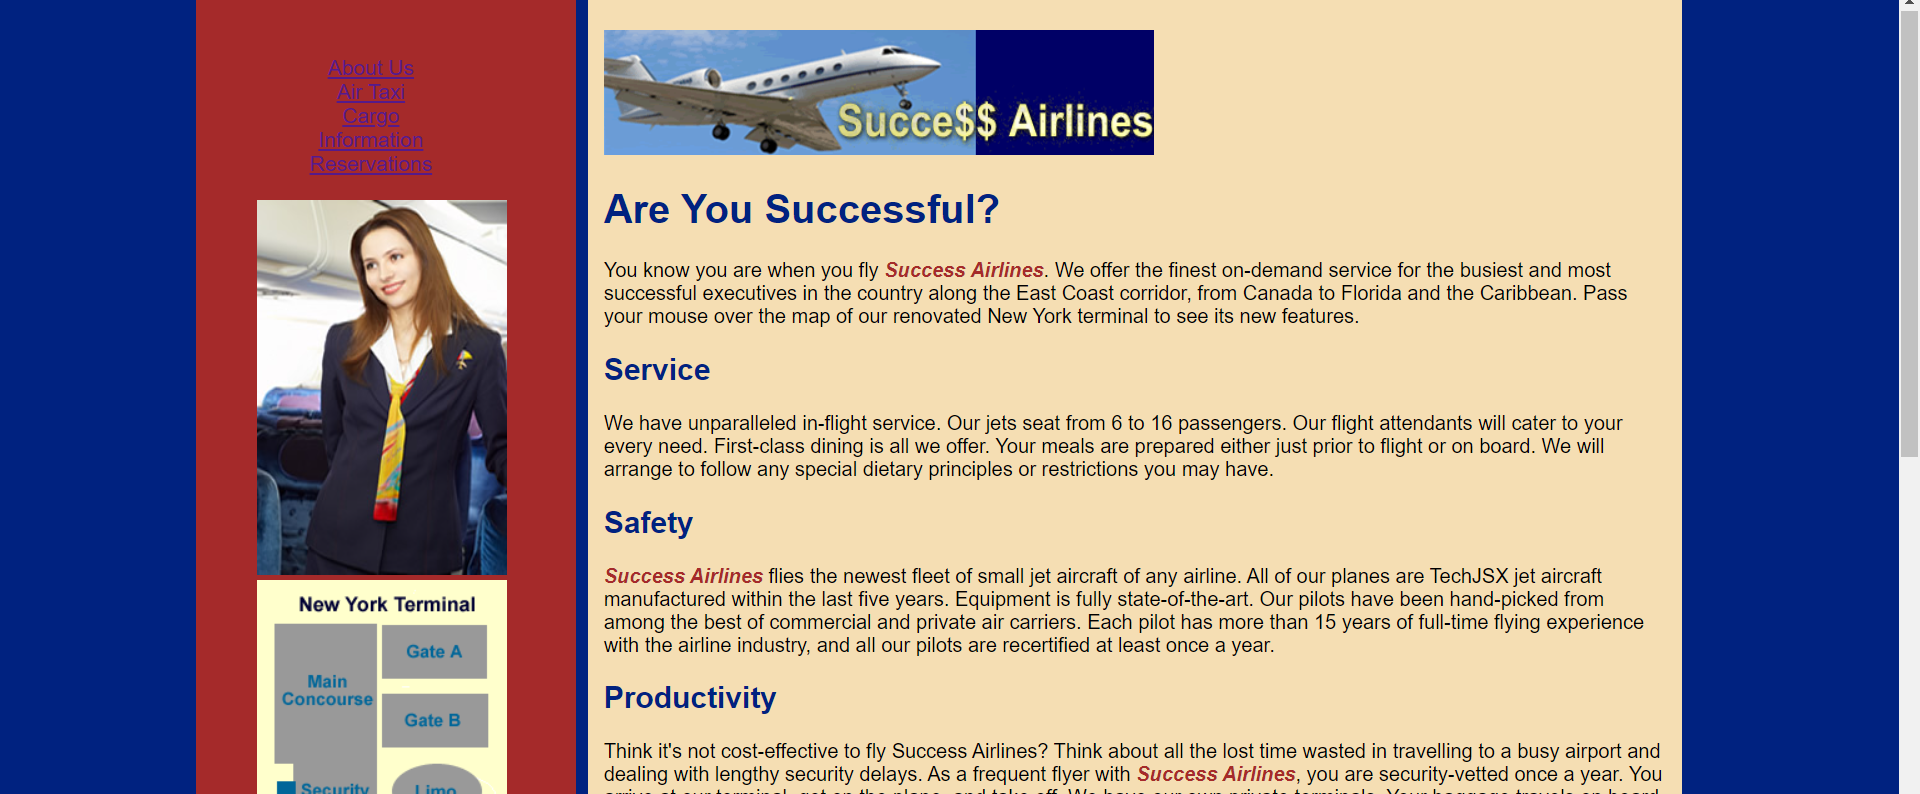 About Us
Air Taxi
Cargo
Information
Reservations
New York Terminal
Gate A
Main
Concourse
Gate B
Security
Limo
Succe$$ Airlines
Are You Successful?
You know you are when you fly Success Airlines. We offer the finest on-demand service for the busiest and most
successful executives in the country along the East Coast corridor, from Canada to Florida and the Caribbean. Pass
your mouse over the map of our renovated New York terminal to see its new features.
Service
We have unparalleled in-flight service. Our jets seat from 6 to 16 passengers. Our flight attendants will cater to your
every need. First-class dining is all we offer. Your meals are prepared either just prior to flight or on board. We will
arrange to follow any special dietary principles or restrictions you may have.
Safety
Success Airlines flies the newest fleet of small jet aircraft of any airline. All of our planes are TechJSX jet aircraft
manufactured within the last five years. Equipment is fully state-of-the-art. Our pilots have been hand-picked from
among the best of commercial and private air carriers. Each pilot has more than 15 years of full-time flying experience
with the airline industry, and all our pilots are recertified at least once a year.
Productivity
Think it's not cost-effective to fly Success Airlines? Think about all the lost time wasted in travelling to a busy airport and
dealing with lengthy security delays. As a frequent flyer with Success Airlines, you are security-vetted once a year. You